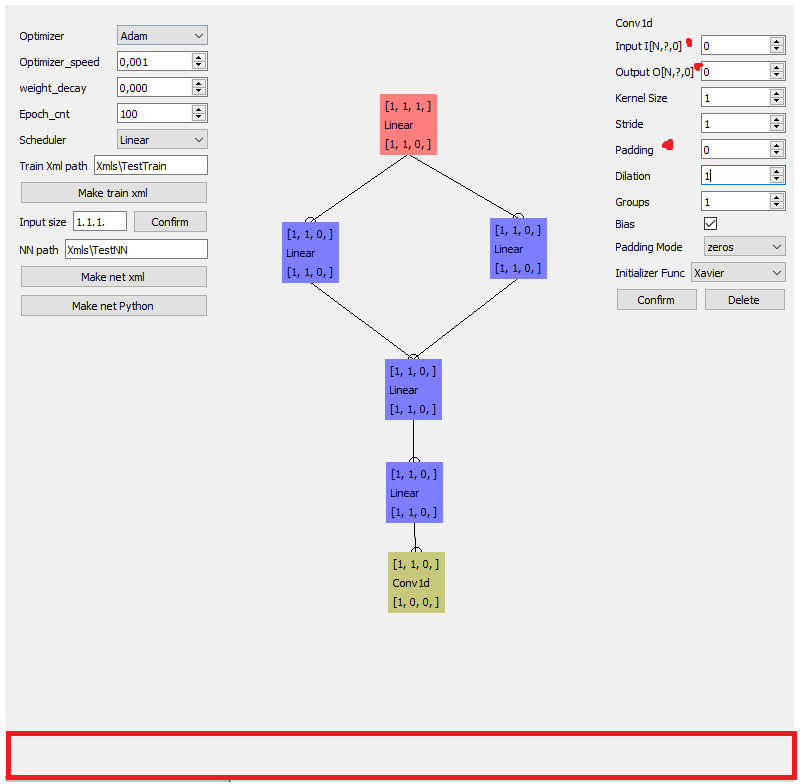 Optimizer Adam
Optimizer_speed 0,001
weight_decay 0,000
Epoch_cnt 100
Scheduler Linear
Train Xml path Xmls\TestTrain
Make train xml
Input size 1.1.1. Confirm
NN path Xmls\TestNN
Make net xml
Make net Python
[1, 1, 1, ]
Linear
[1, 1, 0, ]
[1, 1, 0, ]
Linear
[1, 1, 0, ]
[1, 1, 0, ]
Linear
[1, 1, 0, ]
[1, 1, 0, ]
Linear
[1, 1, 0, ]
[1, 1, 0, ]
Linear
[1, 1, 0, ]
[1, 1, 0, ]
Conv1d
[1, 0, 0, ]
Conv1d
Input I[N,?,0] 0
Output O[N,?,0] 0
Kernel Size 1
Stride 1
Padding 0
Dilation 1
Groups 1
Bias
Padding Mode zeros
Initializer Func Xavier
Confirm Delete